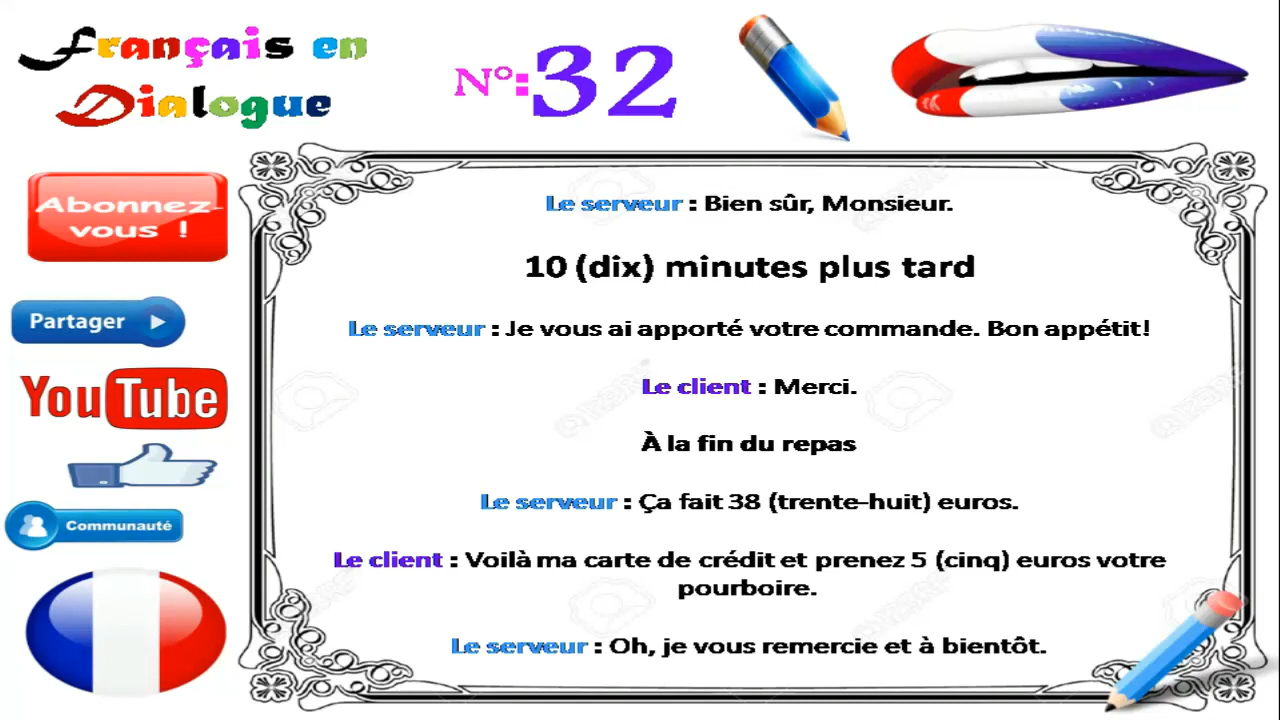 Français en
Dialogue
N°:32
Abonnez-
vous !
Partager
YouTube
Communauté
Le serveur : Bien sûr, Monsieur.
10 (dix) minutes plus tard
Le serveur : Je vous ai apporté votre commande. Bon appétit!
Le client : Merci.
À la fin du repas
Le serveur : Ça fait 38 (trente-huit) euros.
Le client : Voilà ma carte de crédit et prenez 5 (cinq) euros votre
pourboire.
Le serveur : Oh, je vous remercie et à bientôt.